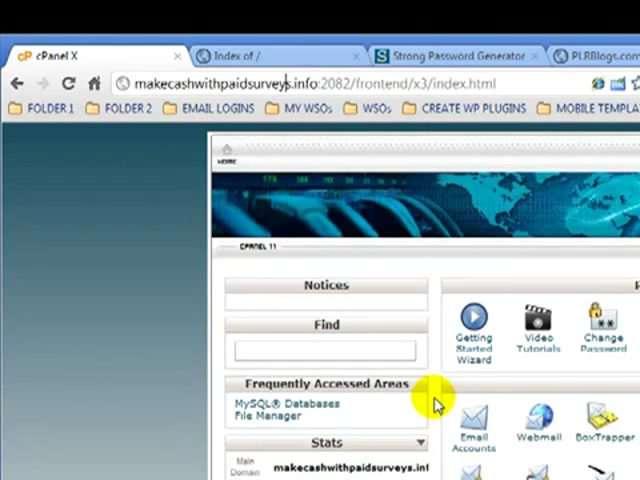 cPanel X
Index of /
Strong Password Generator
PLRBlogs.com
makecashwithpaidsurveys.info:2082/frontend/x3/index.html
FOLDER 1 FOLDER 2 EMAIL LOGINS MY WSOs WSOs CREATE WP PLUGINS MOBILE TEMPLA
HOME
CPANEL 11
Notices
Find
Frequently Accessed Areas
MySQL® Databases
File Manager
Stats
Main Domain
makecashwithpaidsurveys.inf
Getting Started Wizard
Video Tutorials
Change Password
Email Accounts
Webmail
BoxTrapper